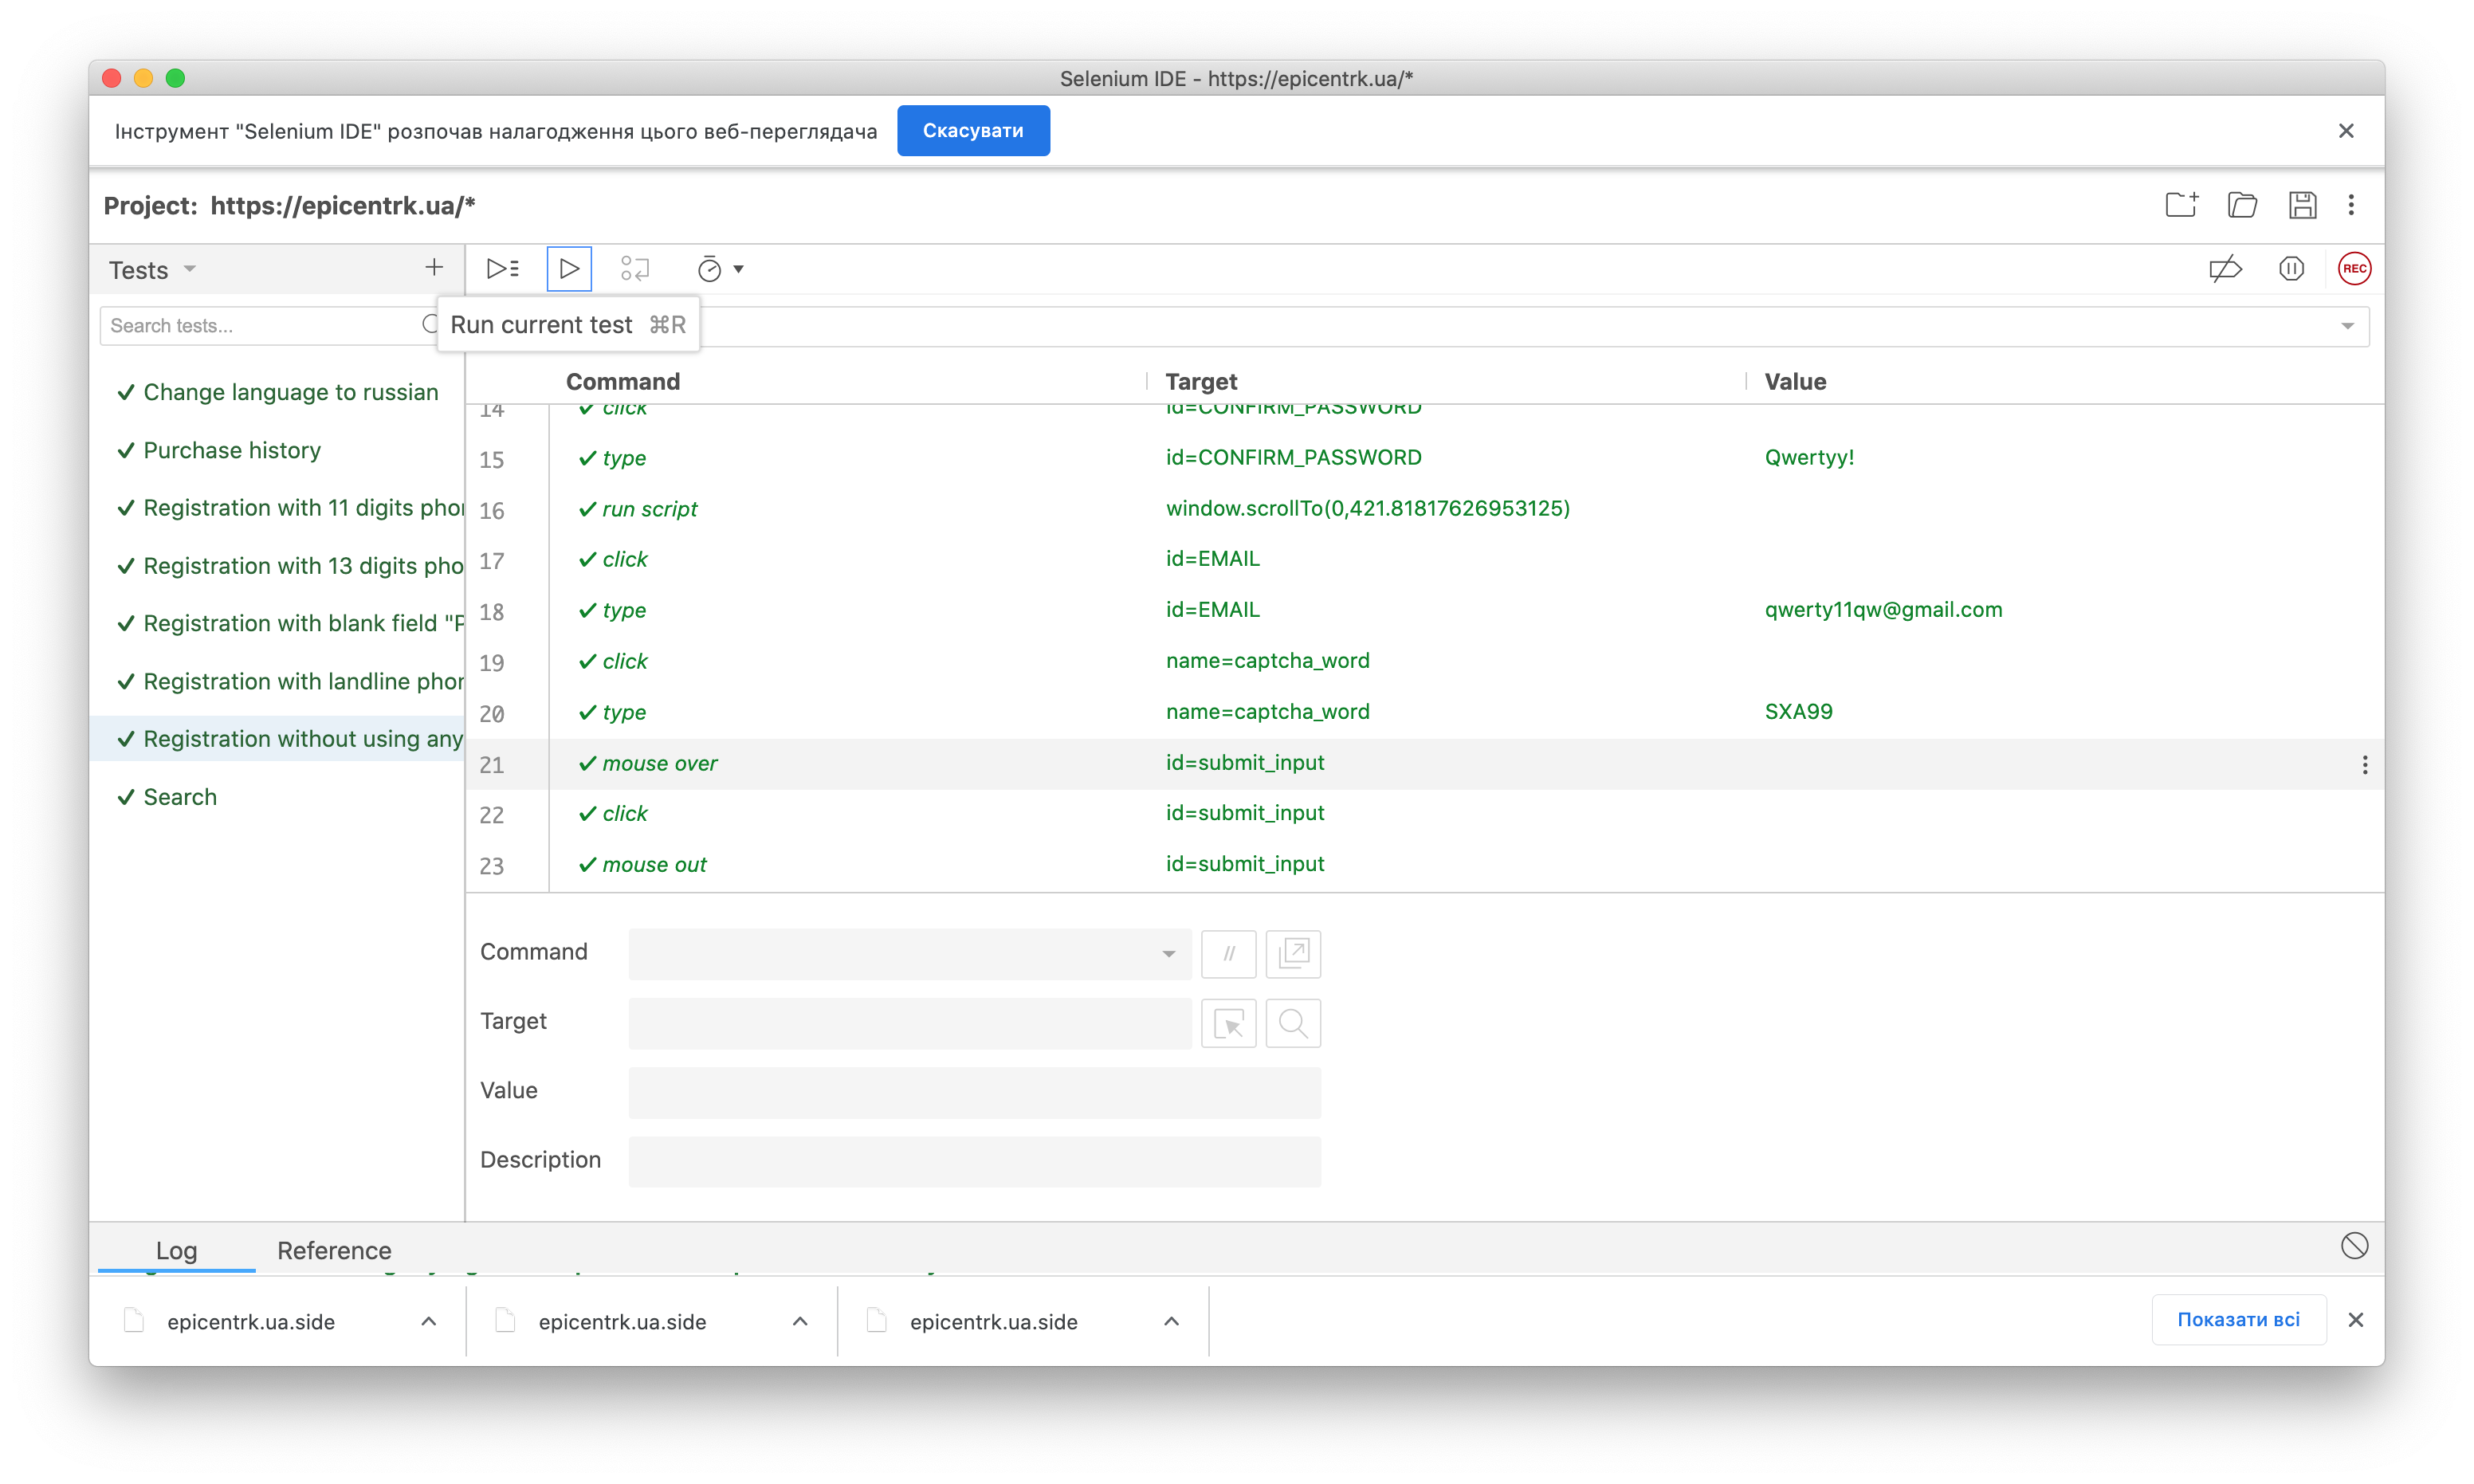 Selenium IDE - https://epicentrk.ua/*
Інструмент "Selenium IDE" розпочав налагодження цього веб-переглядача
Скасувати
Project: https://epicentrk.ua/*
Tests
REC
Search tests...
Run current test ⌘R
Change language to russian
Purchase history
Registration with 11 digits phon
Registration with 13 digits pho
Registration with blank field "P
Registration with landline phon
Registration without using any
Search
Command Target Value
14 click id=CONFIRM_PASSWORD
15 type id=CONFIRM_PASSWORD Qwertyy!
16 run script window.scrollTo(0,421.81817626953125)
17 click id=EMAIL
18 type id=EMAIL qwerty11qw@gmail.com
19 click name=captcha_word
20 type name=captcha_word SXA99
21 mouse over id=submit_input
22 click id=submit_input
23 mouse out id=submit_input
Command
//
Target
Value
Description
Log Reference
epicentrk.ua.side epicentrk.ua.side epicentrk.ua.side
Показати всі